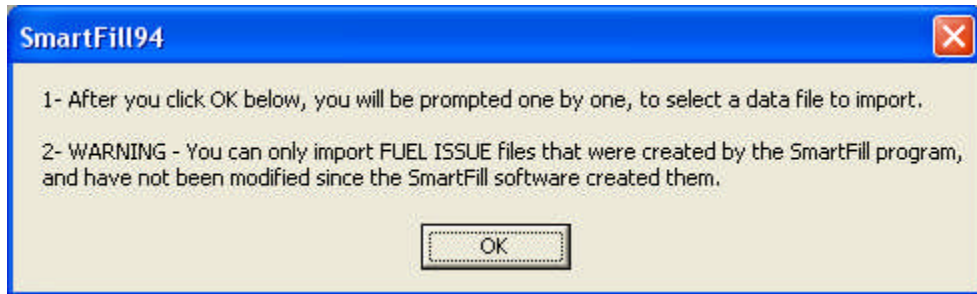 SmartFill94
1- After you click OK below, you will be prompted one by one, to select a data file to import.
2- WARNING - You can only import FUEL ISSUE files that were created by the SmartFill program,
and have not been modified since the SmartFill software created them.
OK